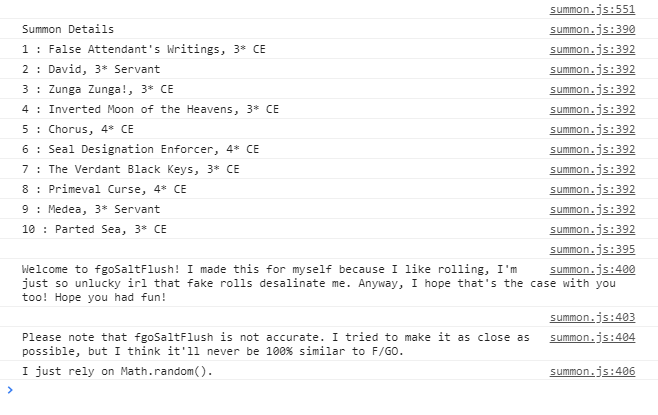 summon.js:551
Summon Details summon.js:390
1 : False Attendant's Writings, 3* CE summon.js:392
2 : David, 3* Servant summon.js:392
3 : Zunga Zunga!, 3* CE summon.js:392
4 : Inverted Moon of the Heavens, 3* CE summon.js:392
5 : Chorus, 4* CE summon.js:392
6 : Seal Designation Enforcer, 4* CE summon.js:392
7 : The Verdant Black Keys, 3* CE summon.js:392
8 : Primeval Curse, 4* CE summon.js:392
9 : Medea, 3* Servant summon.js:392
10 : Parted Sea, 3* CE summon.js:392
summon.js:395
Welcome to fgoSaltFlush! I made this for myself because I like rolling, I'm summon.js:400
just so unlucky irl that fake rolls desalinate me. Anyway, I hope that's the case with you
too! Hope you had fun!
summon.js:403
Please note that fgoSaltFlush is not accurate. I tried to make it as close as summon.js:404
possible, but I think it'll never be 100% similar to F/GO.
I just rely on Math.random(). summon.js:406
>